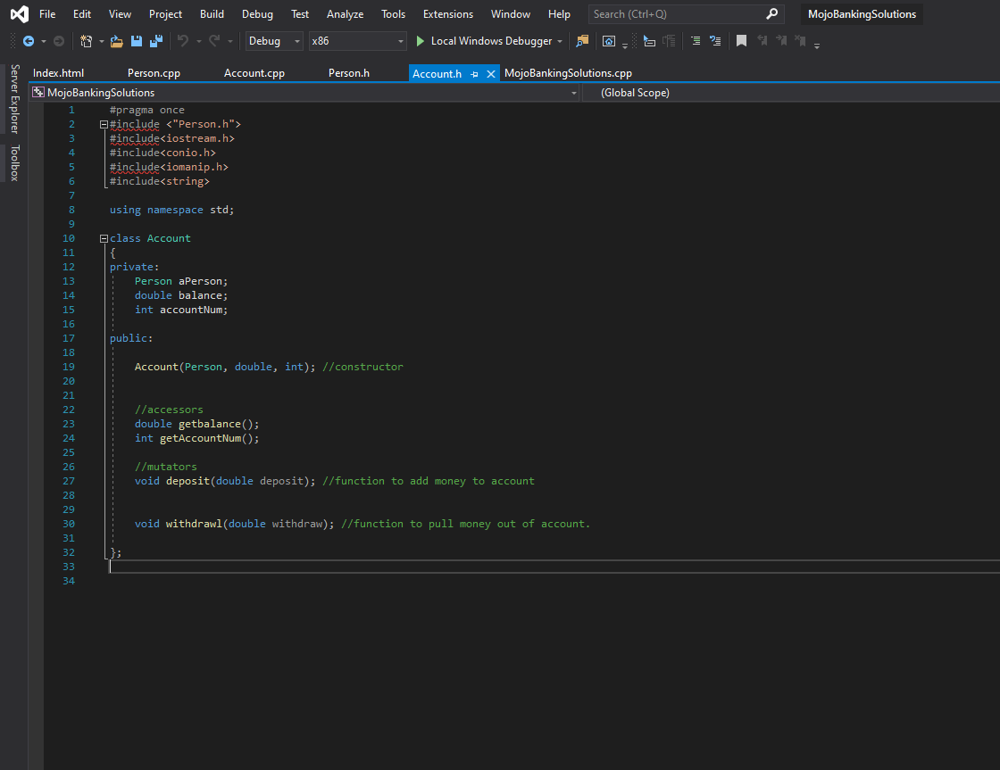 File Edit View Project Build Debug Test Analyze Tools Extensions Window Help Search (Ctrl+Q) MojoBankingSolutions
Debug x86 Local Windows Debugger
Index.html Person.cpp Account.cpp Person.h Account.h MojoBankingSolutions.cpp
MojoBankingSolutions (Global Scope)
Server Explorer
Toolbox
1 #pragma once
2 #include <"Person.h">
3 #include<iostream.h>
4 #include<conio.h>
5 #include<iomanip.h>
6 #include<string>
7
8 using namespace std;
9
10 class Account
11 {
12 private:
13 Person aPerson;
14 double balance;
15 int accountNum;
16
17 public:
18
19 Account(Person, double, int); //constructor
20
21
22 //accessors
23 double getbalance();
24 int getAccountNum();
25
26 //mutators
27 void deposit(double deposit); //function to add money to account
28
29
30 void withdrawl(double withdraw); //function to pull money out of account.
31
32 };
33
34